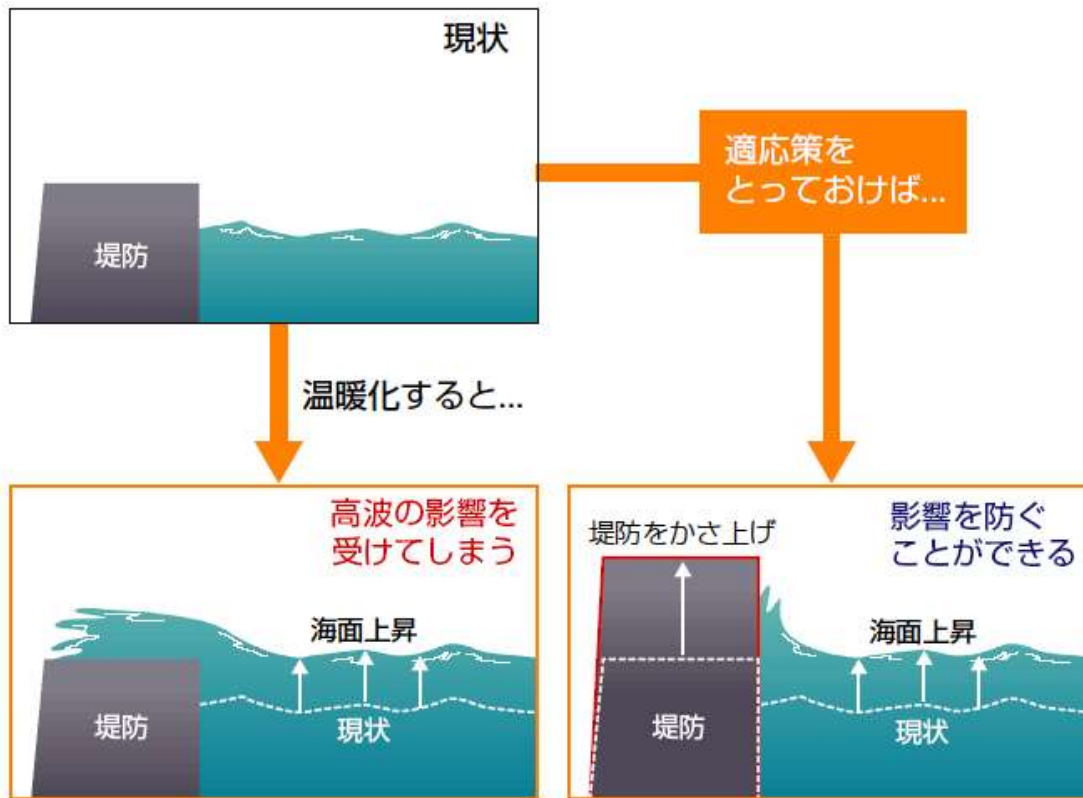 現状
堤防
適応策を
とっておけば...
温暖化すると...
高波の影響を
受けてしまう
海面上昇
堤防
現状
影響を防ぐ
ことができる
堤防をかさ上げ
海面上昇
堤防
現状